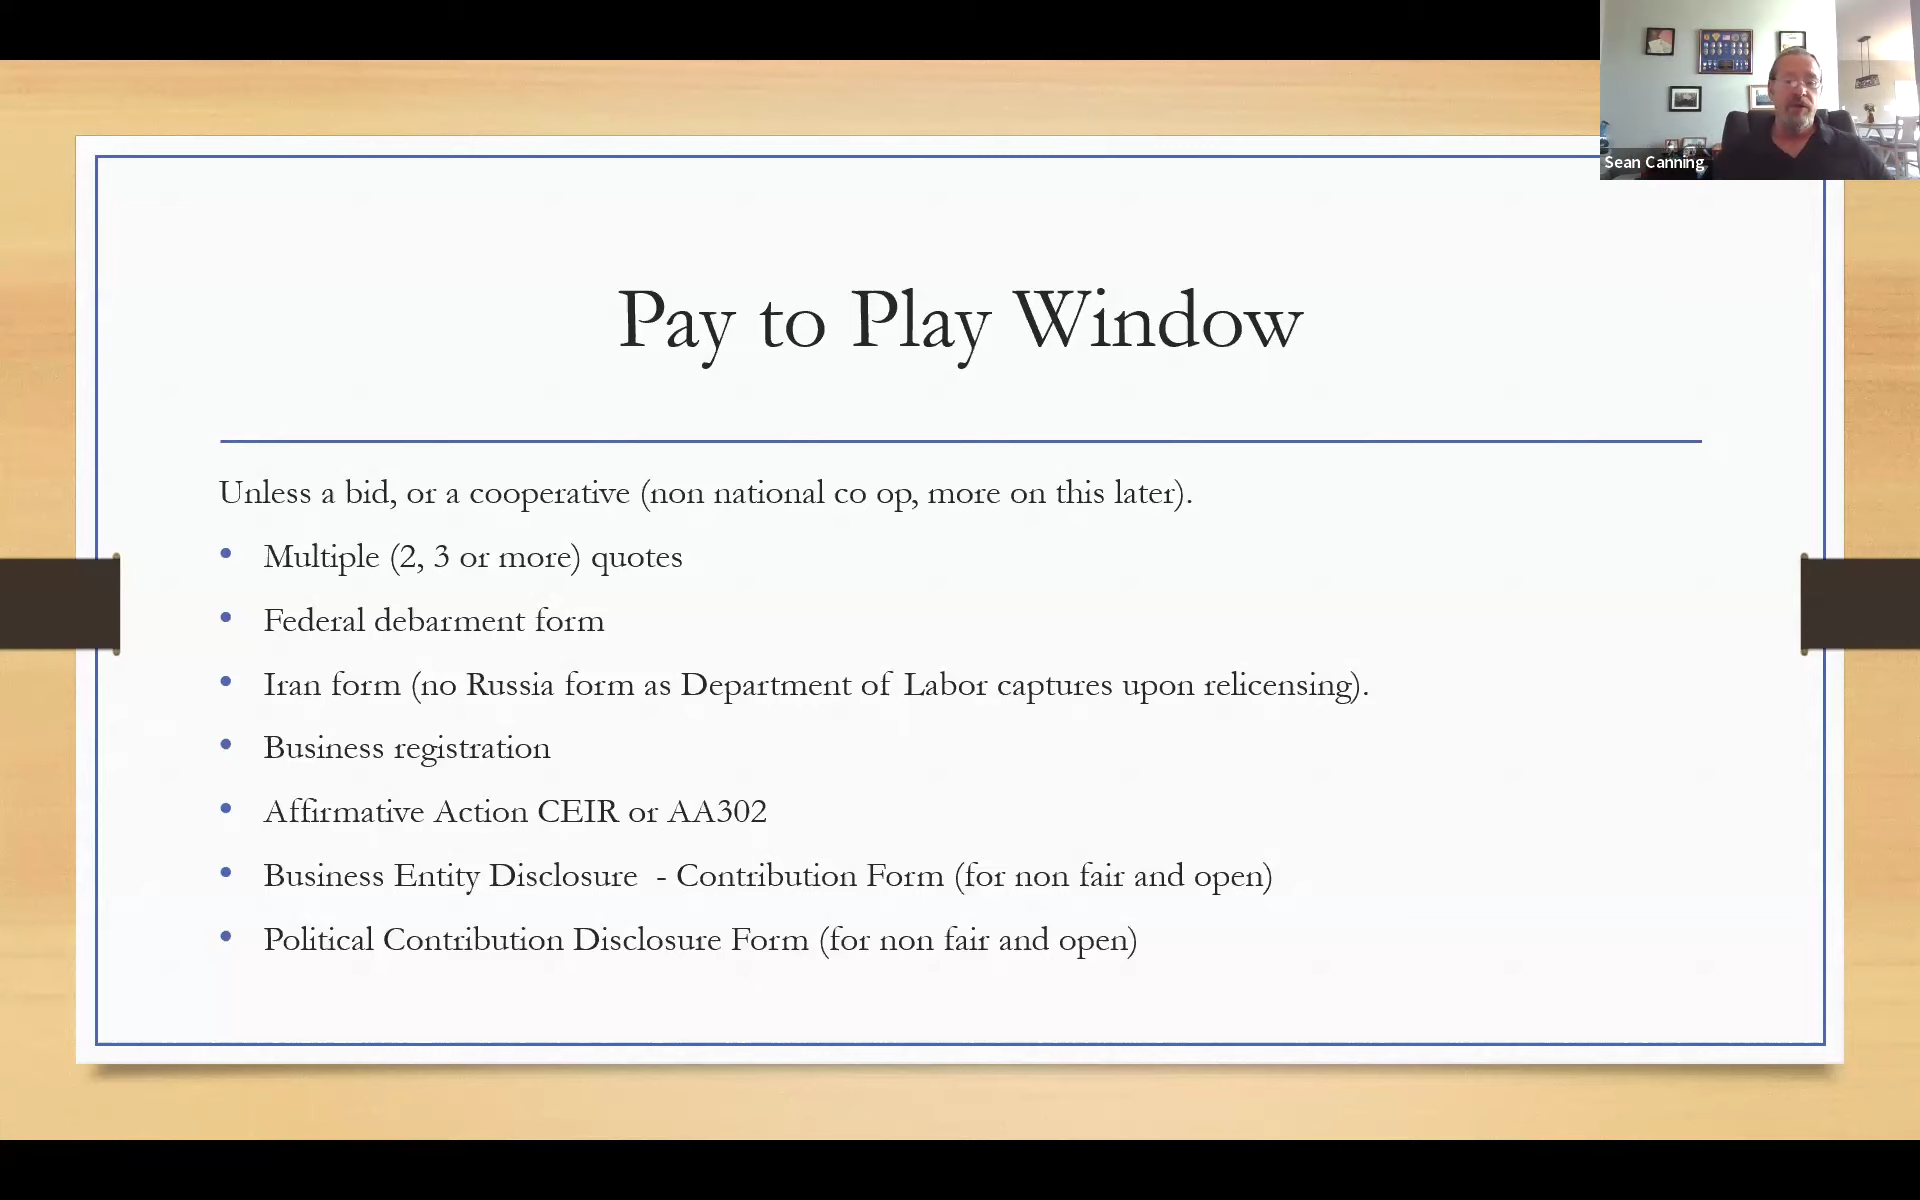 Sean Canning
Pay to Play Window
Unless a bid, or a cooperative (non national co op, more on this later).
• Multiple (2, 3 or more) quotes
• Federal debarment form
• Iran form (no Russia form as Department of Labor captures upon relicensing).
• Business registration
• Affirmative Action CEIR or AA302
• Business Entity Disclosure  - Contribution Form (for non fair and open)
• Political Contribution Disclosure Form (for non fair and open)